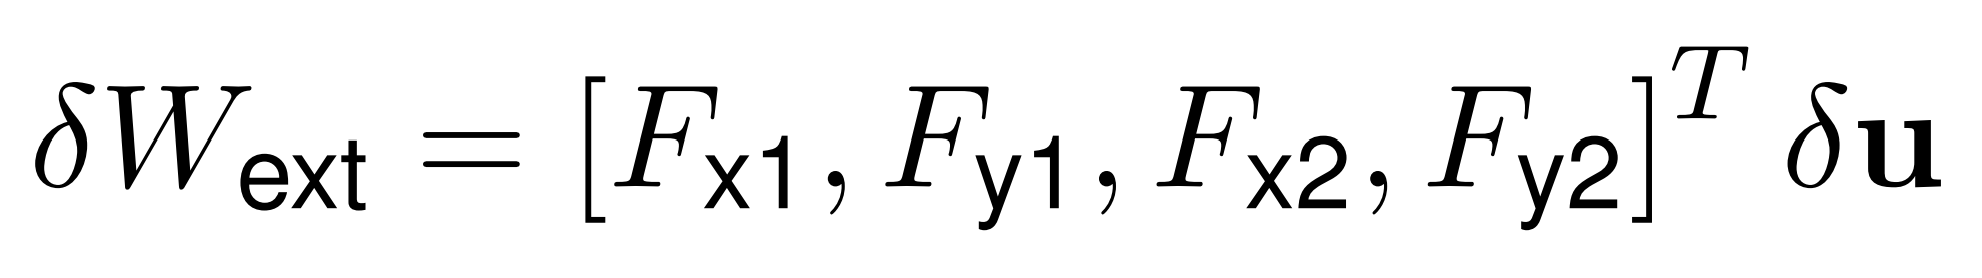 δW_ext = [F_x1, F_y1, F_x2, F_y2]^T δ𝐮